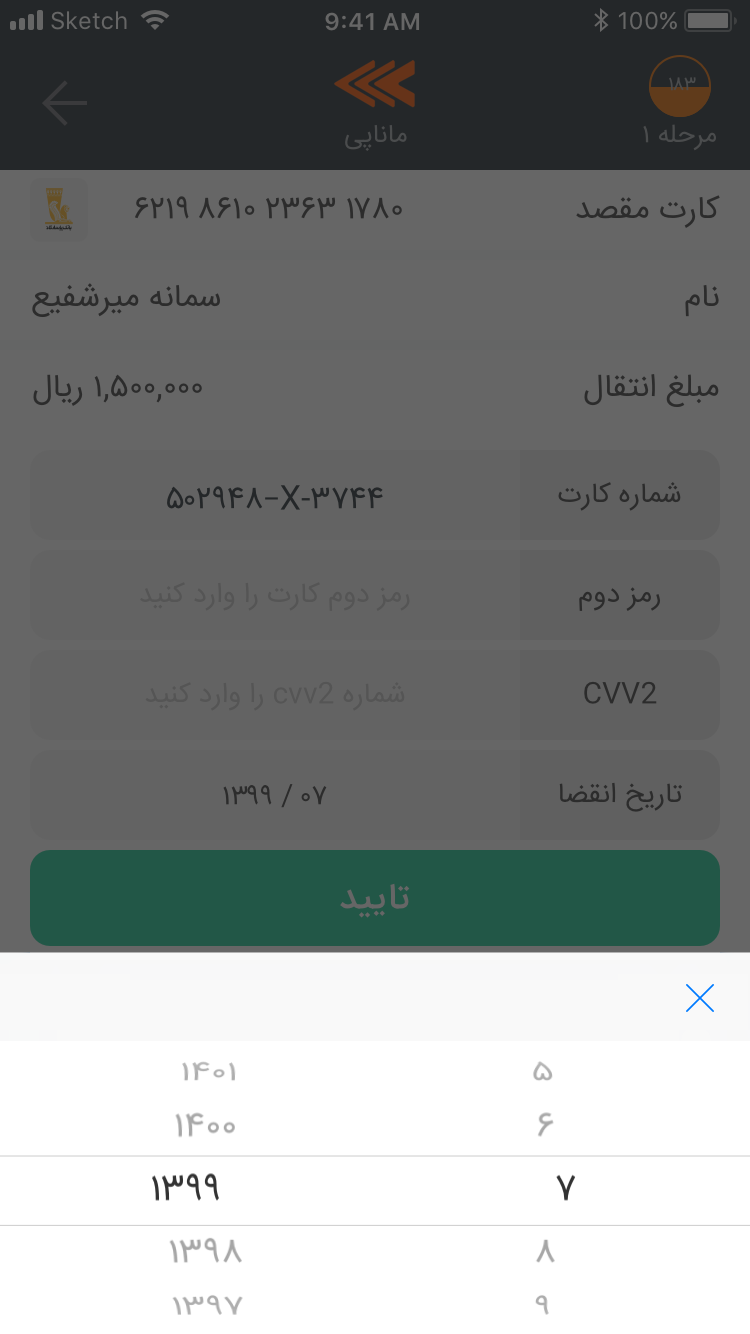 Sketch 9:41 AM 100%
۱۸۳
مرحله ۱
ماناپی
کارت مقصد ۶۲۱۹ ۸۶۱۰ ۲۳۶۳ ۱۷۸۰
نام سمانه میرشفیع
مبلغ انتقال ۱,۵۰۰,۰۰۰ ریال
شماره کارت ۵۰۲۹۴۸-X-۳۷۴۴
رمز دوم رمز دوم کارت را وارد کنید
CVV2 شماره cvv2 را وارد کنید
تاریخ انقضا ۱۳۹۹ / ۰۷
تایید
۵ ۱۴۰۱
۶ ۱۴۰۰
۷ ۱۳۹۹
۸ ۱۳۹۸
۹ ۱۳۹۷